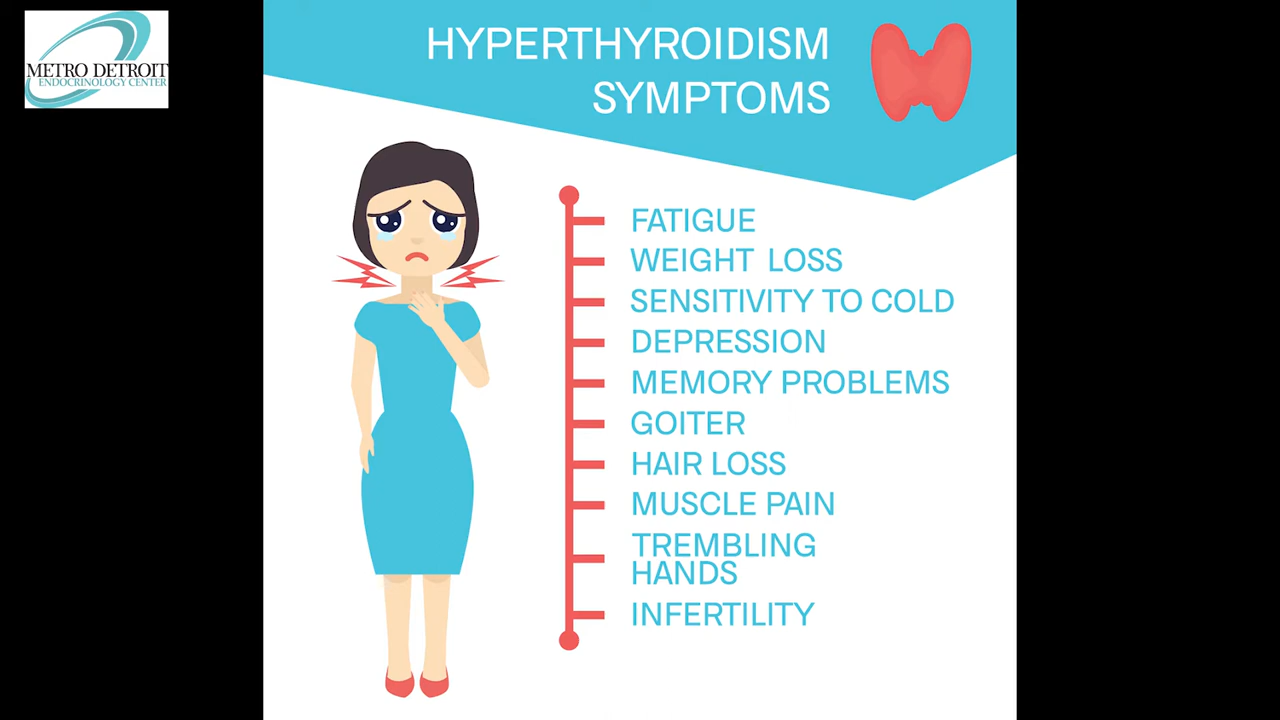 METRO DETROIT
ENDOCRINOLOGY CENTER
HYPERTHYROIDISM
SYMPTOMS
FATIGUE
WEIGHT LOSS
SENSITIVITY TO COLD
DEPRESSION
MEMORY PROBLEMS
GOITER
HAIR LOSS
MUSCLE PAIN
TREMBLING
HANDS
INFERTILITY